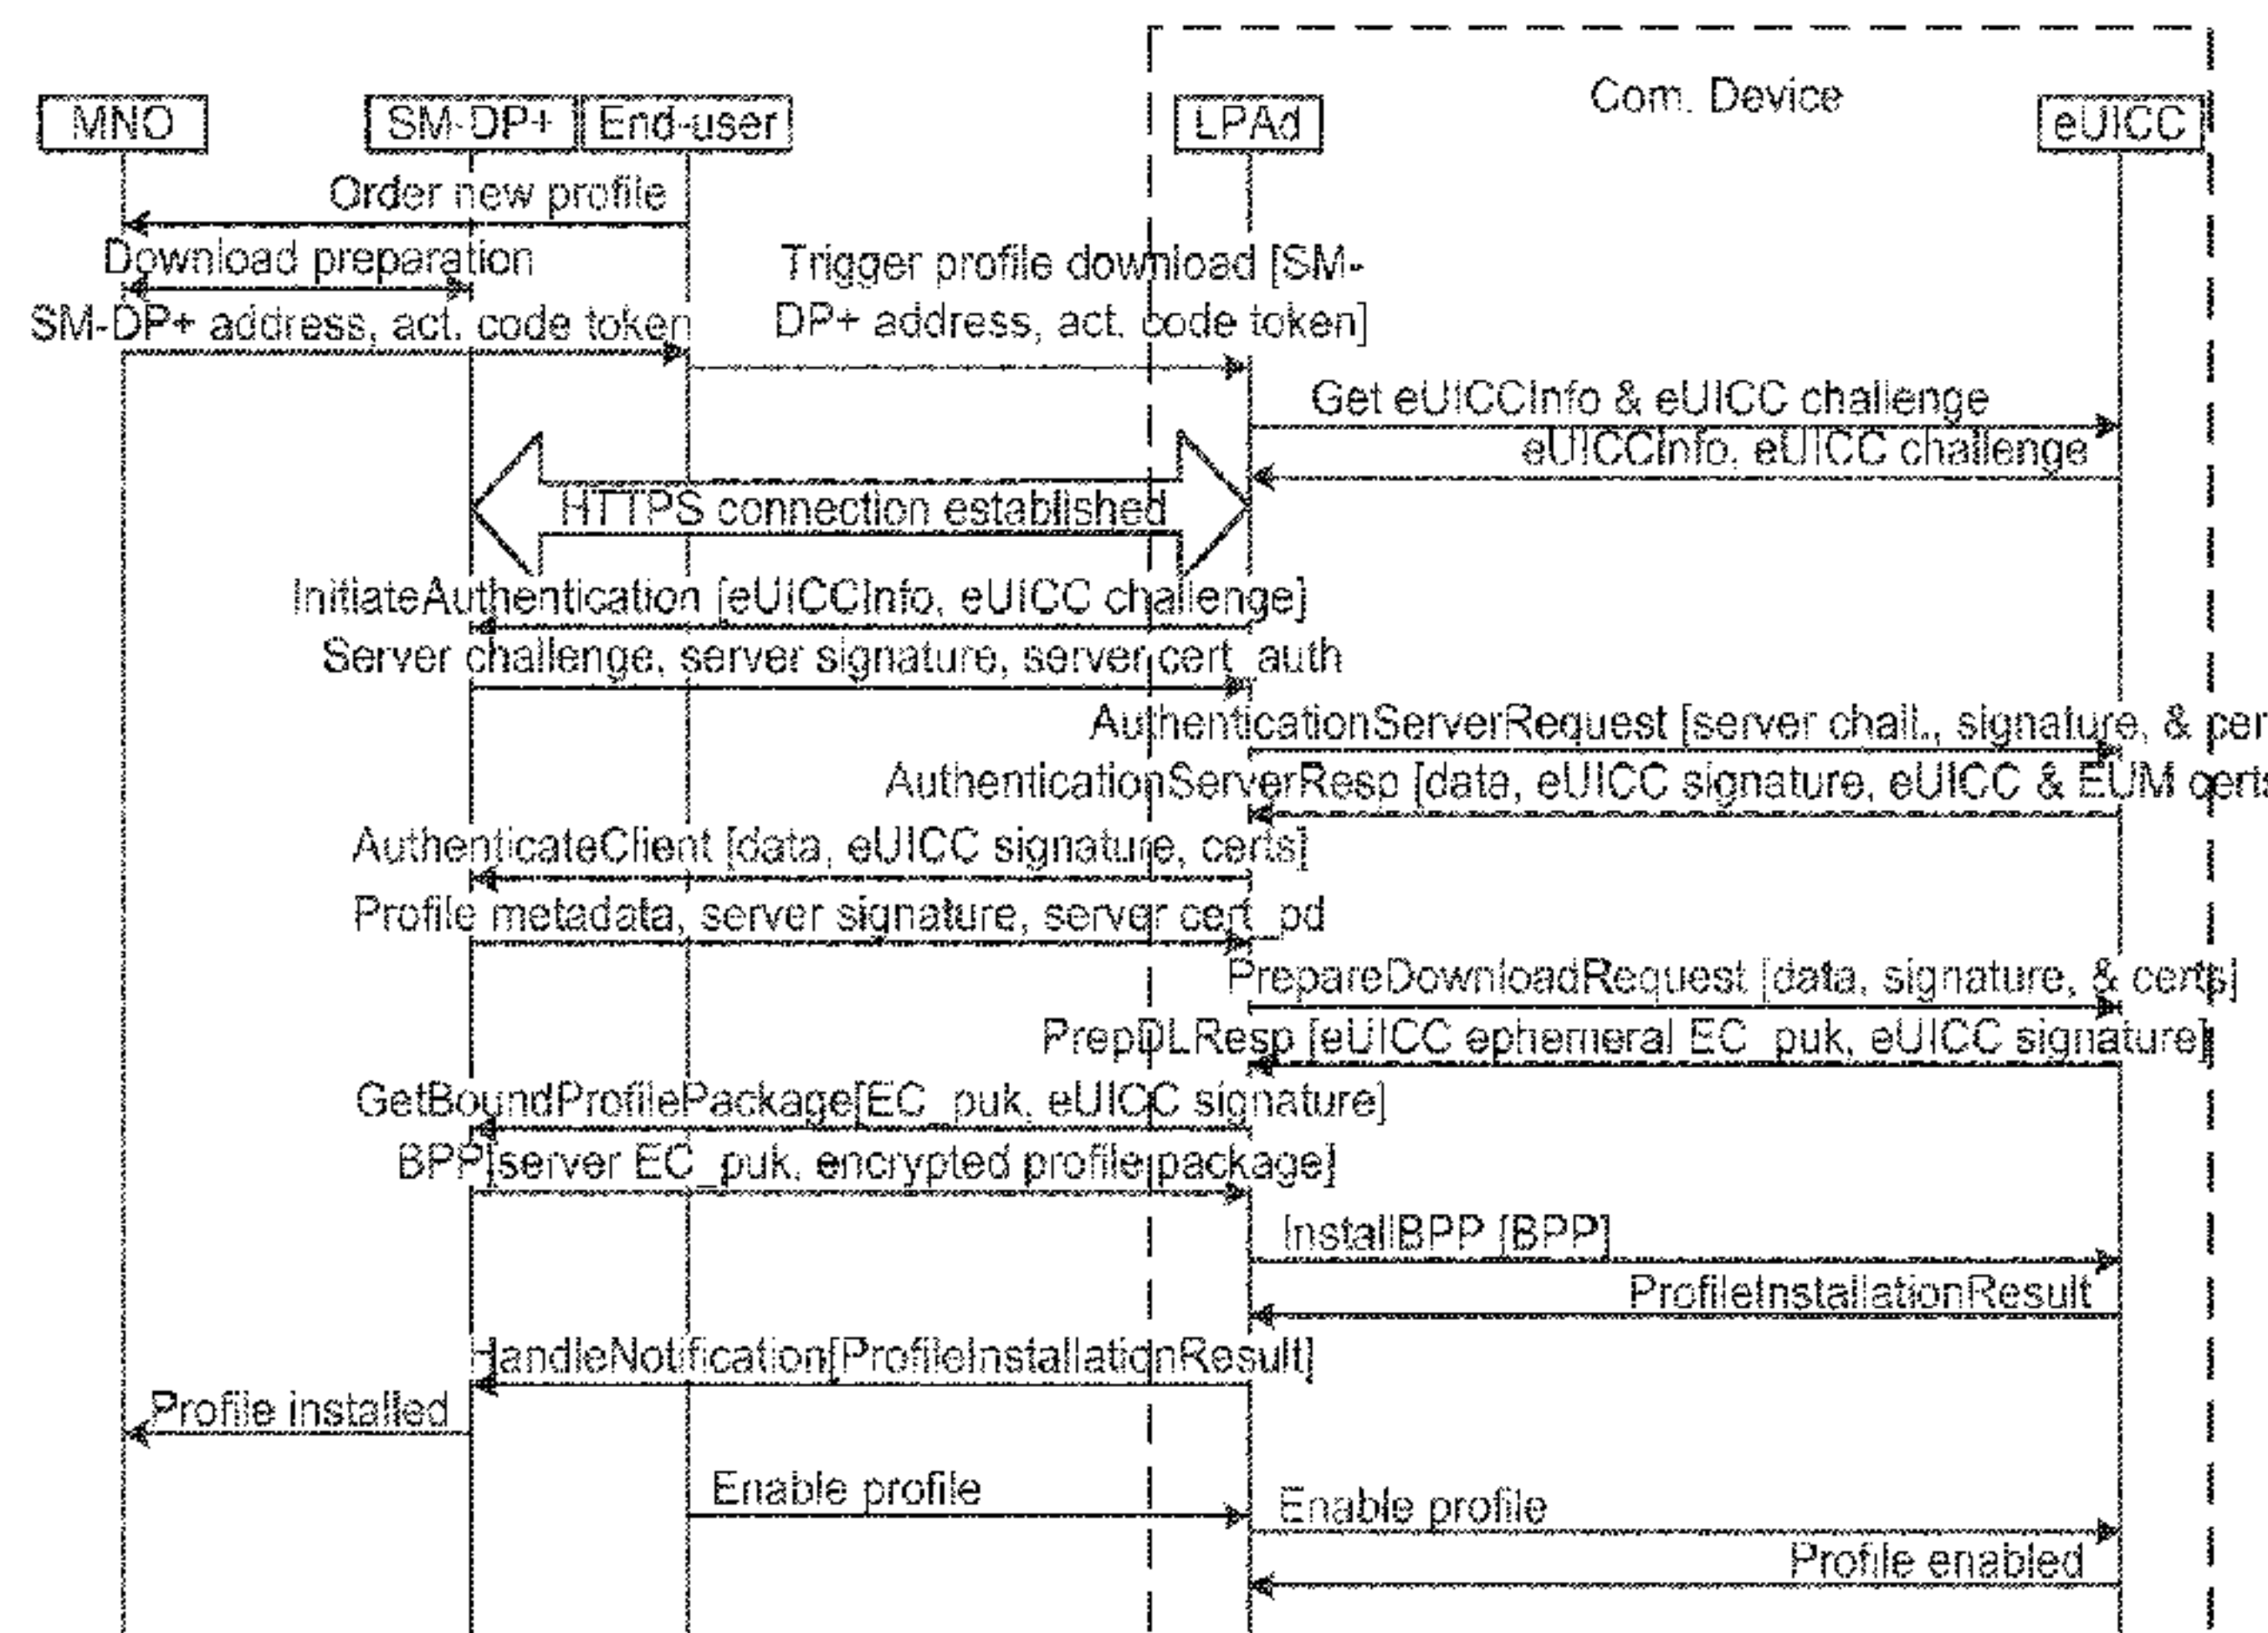 Com. Device
MNO
SM-DP+
End-user
LPAd
eUICC
Order new profile
Download preparation
Trigger profile download [SM-
DP+ address, act. code token]
SM-DP+ address, act. code token
Get eUICCInfo & eUICC challenge
eUICCInfo, eUICC challenge
HTTPS connection established
InitiateAuthentication [eUICCInfo, eUICC challenge]
Server challenge, server signature, server cert_auth
AuthenticationServerRequest [server chall., signature, & cer
AuthenticationServerResp [data, eUICC signature, eUICC & EUM certs
AuthenticateClient [data, eUICC signature, certs]
Profile metadata, server signature, server cert_pd
PrepareDownloadRequest [data, signature, & certs]
PrepDLResp [eUICC ephemeral EC_puk, eUICC signature]
GetBoundProfilePackage[EC_puk, eUICC signature]
BPP[server EC_puk, encrypted profile package]
InstallBPP [BPP]
ProfileInstallationResult
HandleNotification[ProfileInstallationResult]
Profile installed
Enable profile
Enable profile
Profile enabled